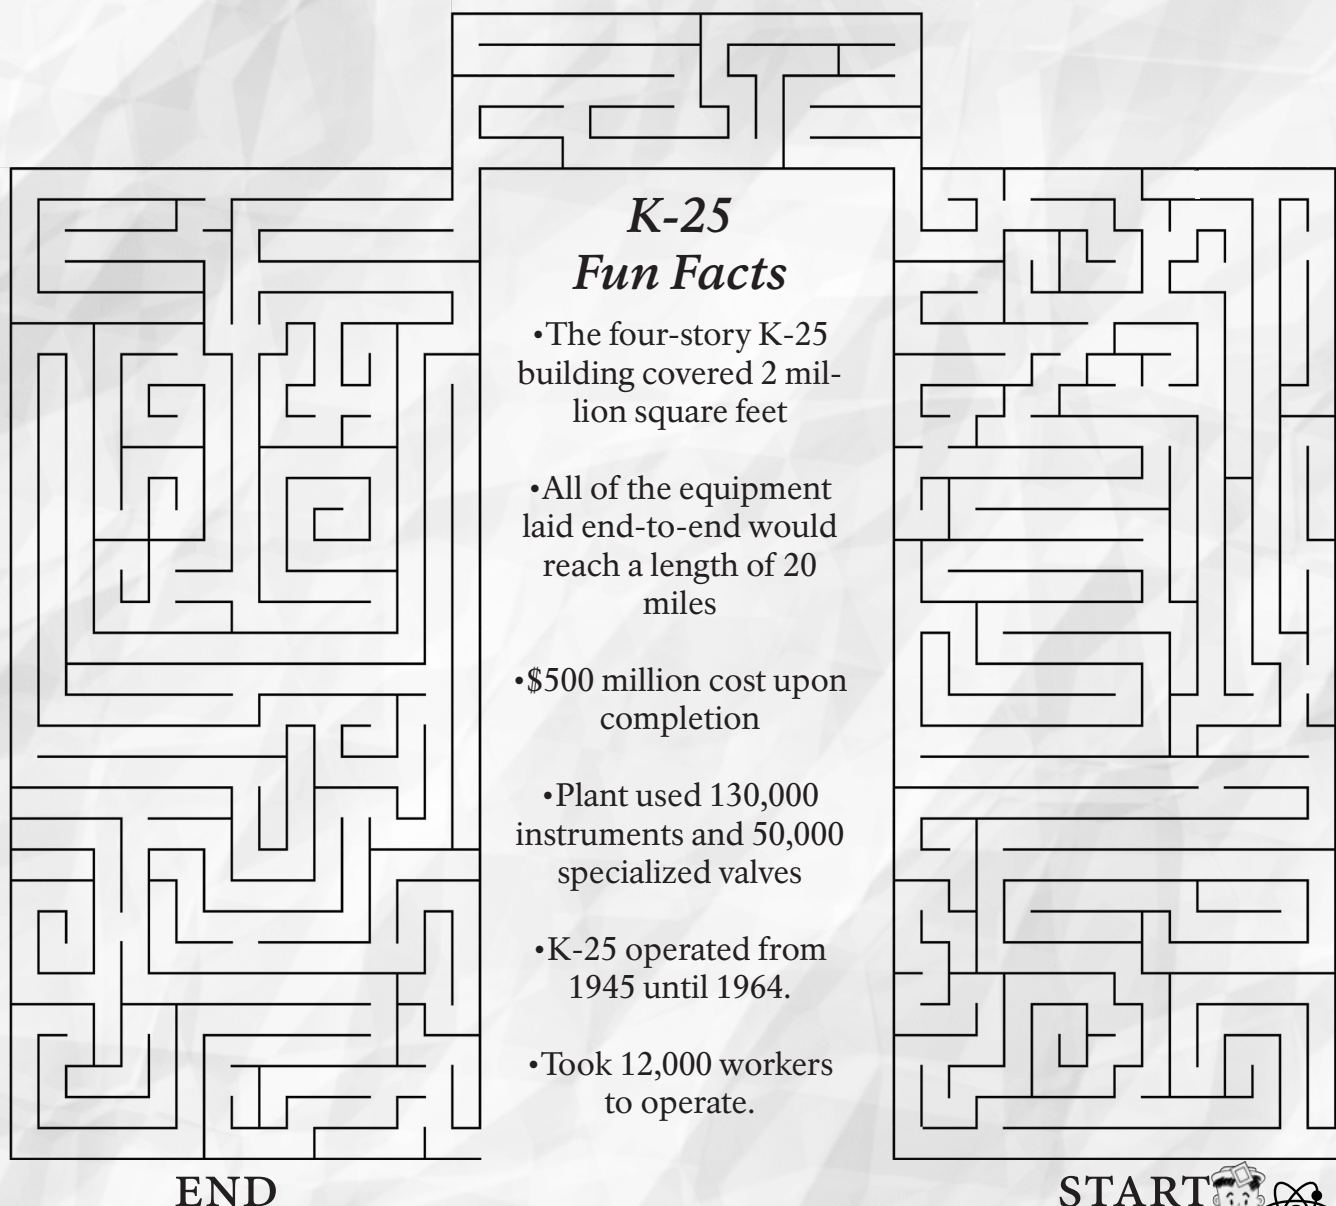 K-25
Fun Facts
•The four-story K-25
building covered 2 mil-
lion square feet
•All of the equipment
laid end-to-end would
reach a length of 20
miles
•$500 million cost upon
completion
•Plant used 130,000
instruments and 50,000
specialized valves
•K-25 operated from
1945 until 1964.
•Took 12,000 workers
to operate.
END
START